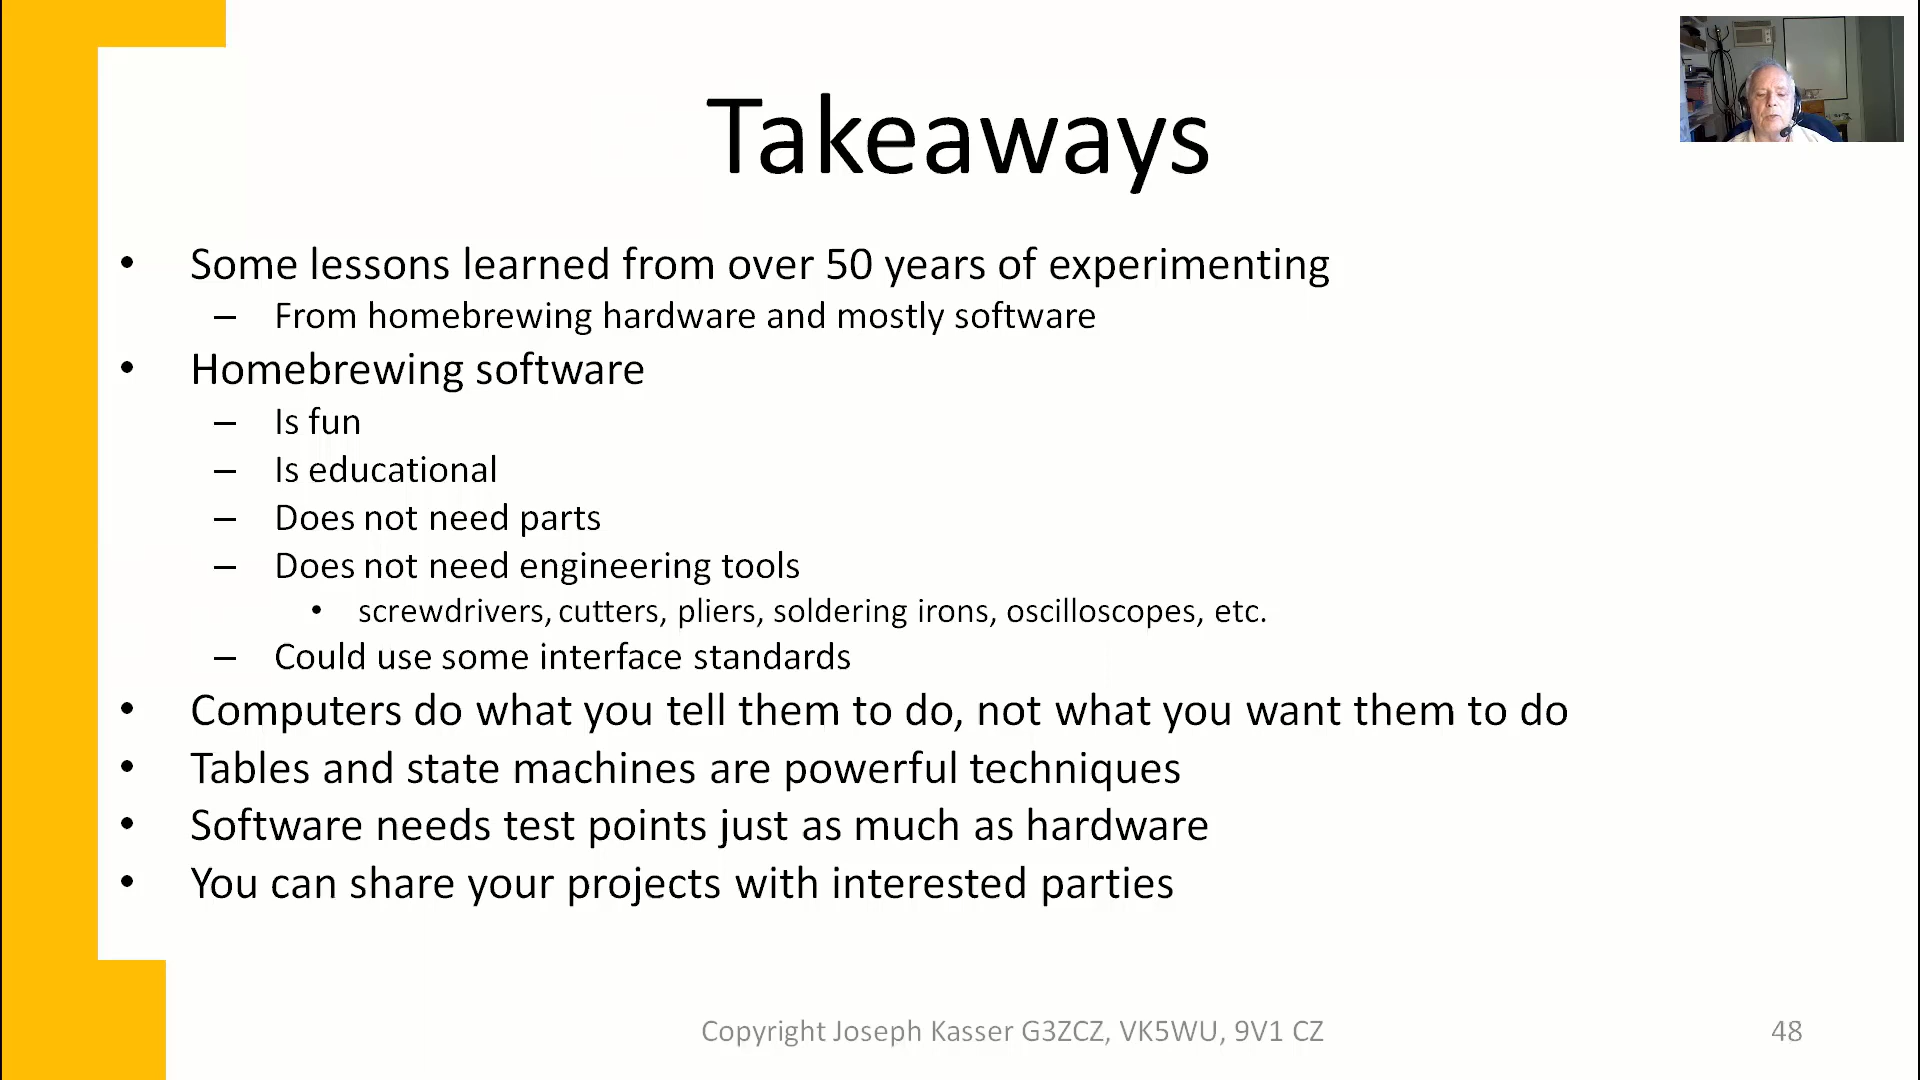 Takeaways
• Some lessons learned from over 50 years of experimenting
– From homebrewing hardware and mostly software
• Homebrewing software
– Is fun
– Is educational
– Does not need parts
– Does not need engineering tools
• screwdrivers, cutters, pliers, soldering irons, oscilloscopes, etc.
– Could use some interface standards
• Computers do what you tell them to do, not what you want them to do
• Tables and state machines are powerful techniques
• Software needs test points just as much as hardware
• You can share your projects with interested parties
Copyright Joseph Kasser G3ZCZ, VK5WU, 9V1 CZ
48